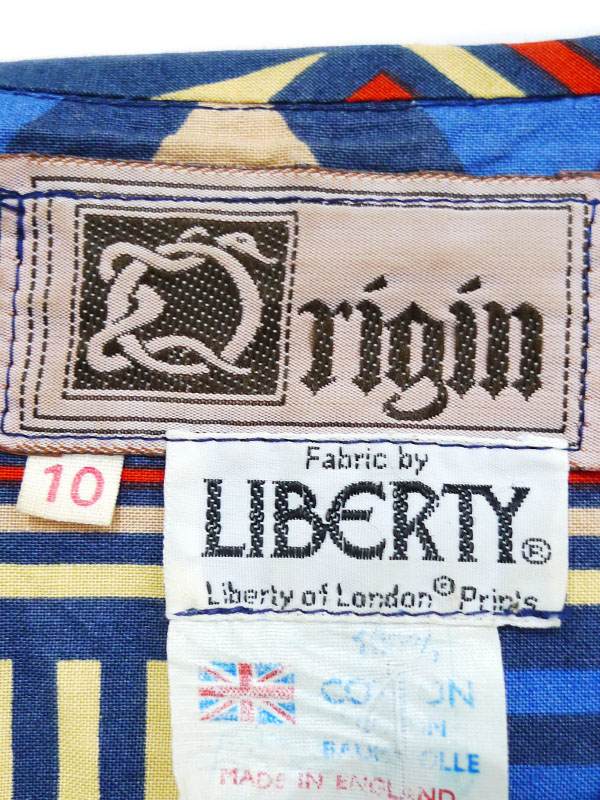 Origin
10
Fabric by
LIBERTY®
Liberty of London® Prints
COTTON
MADE IN ENGLAND